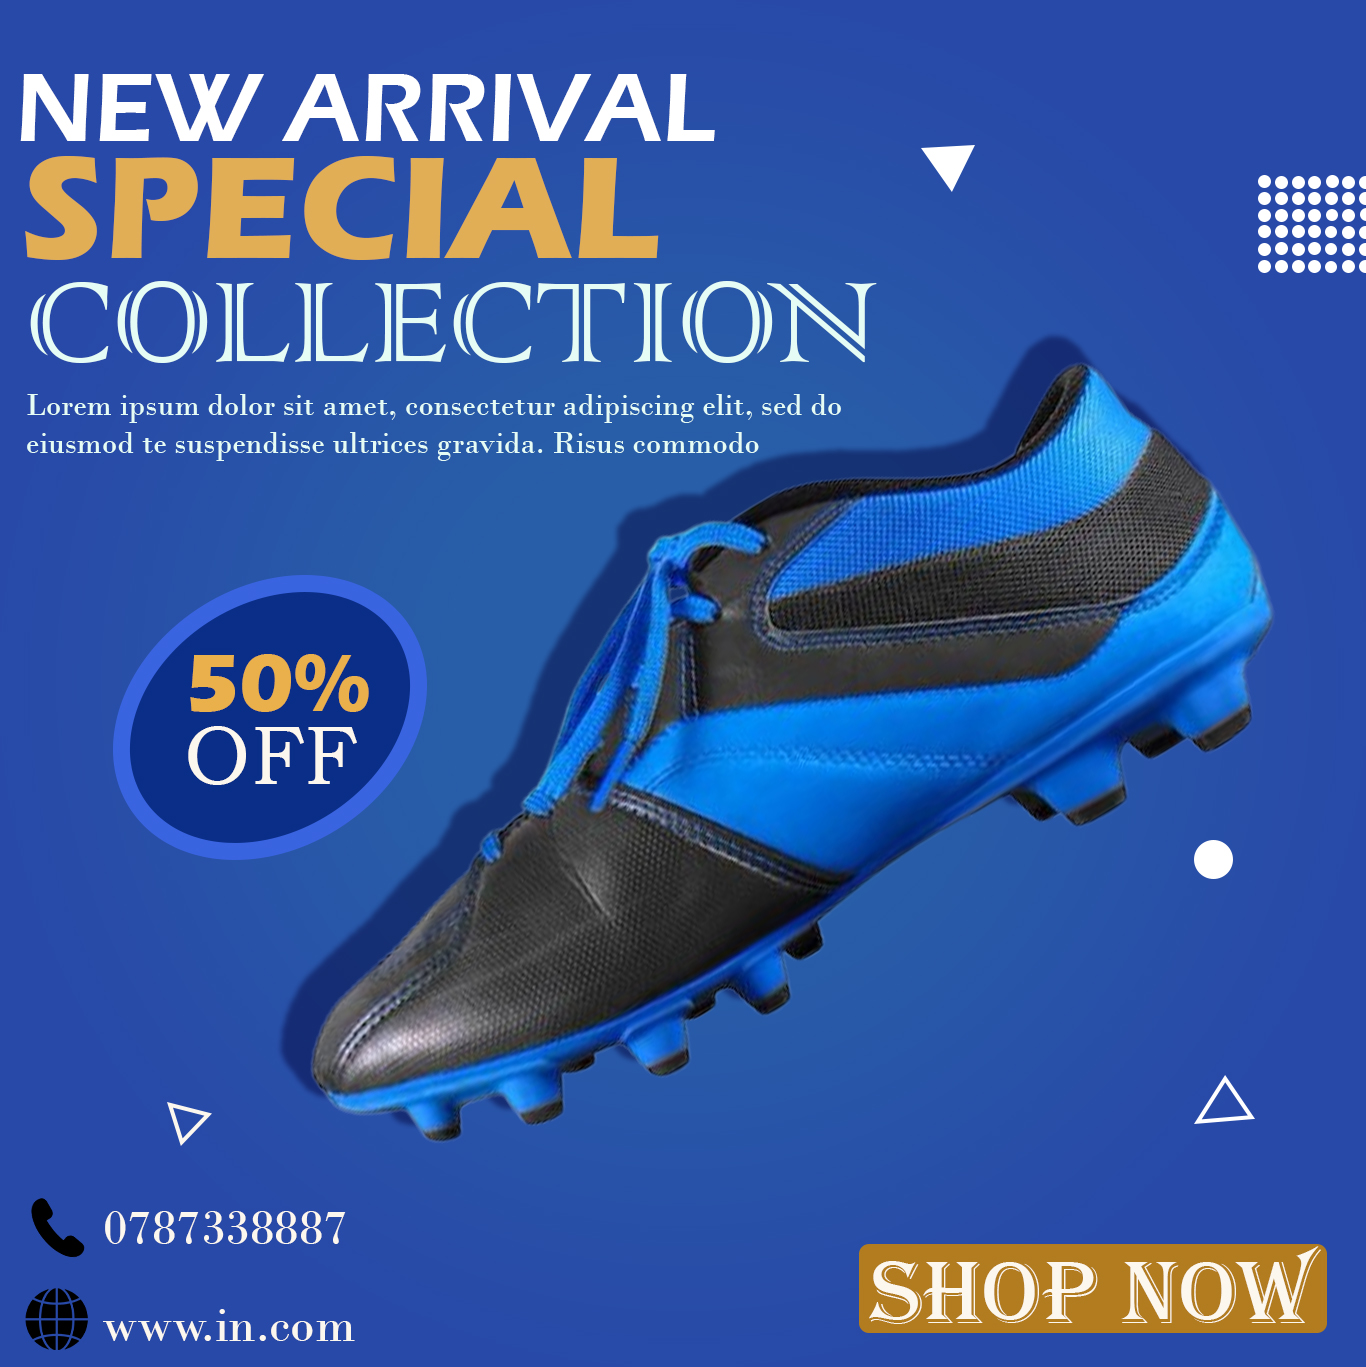 NEW ARRIVAL
SPECIAL
COLLECTION
Lorem ipsum dolor sit amet, consectetur adipiscing elit, sed do
eiusmod te suspendisse ultrices gravida. Risus commodo
50%
OFF
0787338887
www.in.com
SHOP NOW